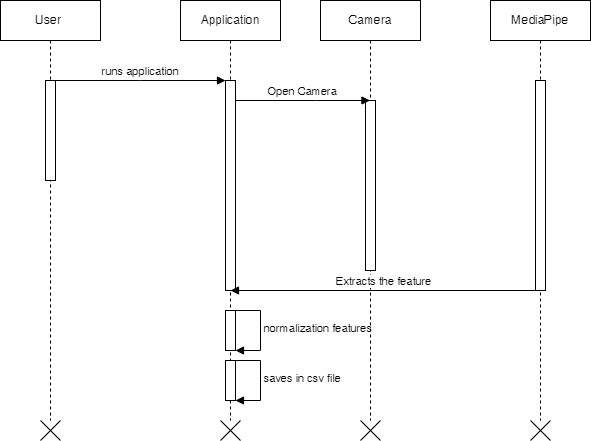 User
Application
Camera
MediaPipe
runs application
Open Camera
Extracts the feature
normalization features
saves in csv file